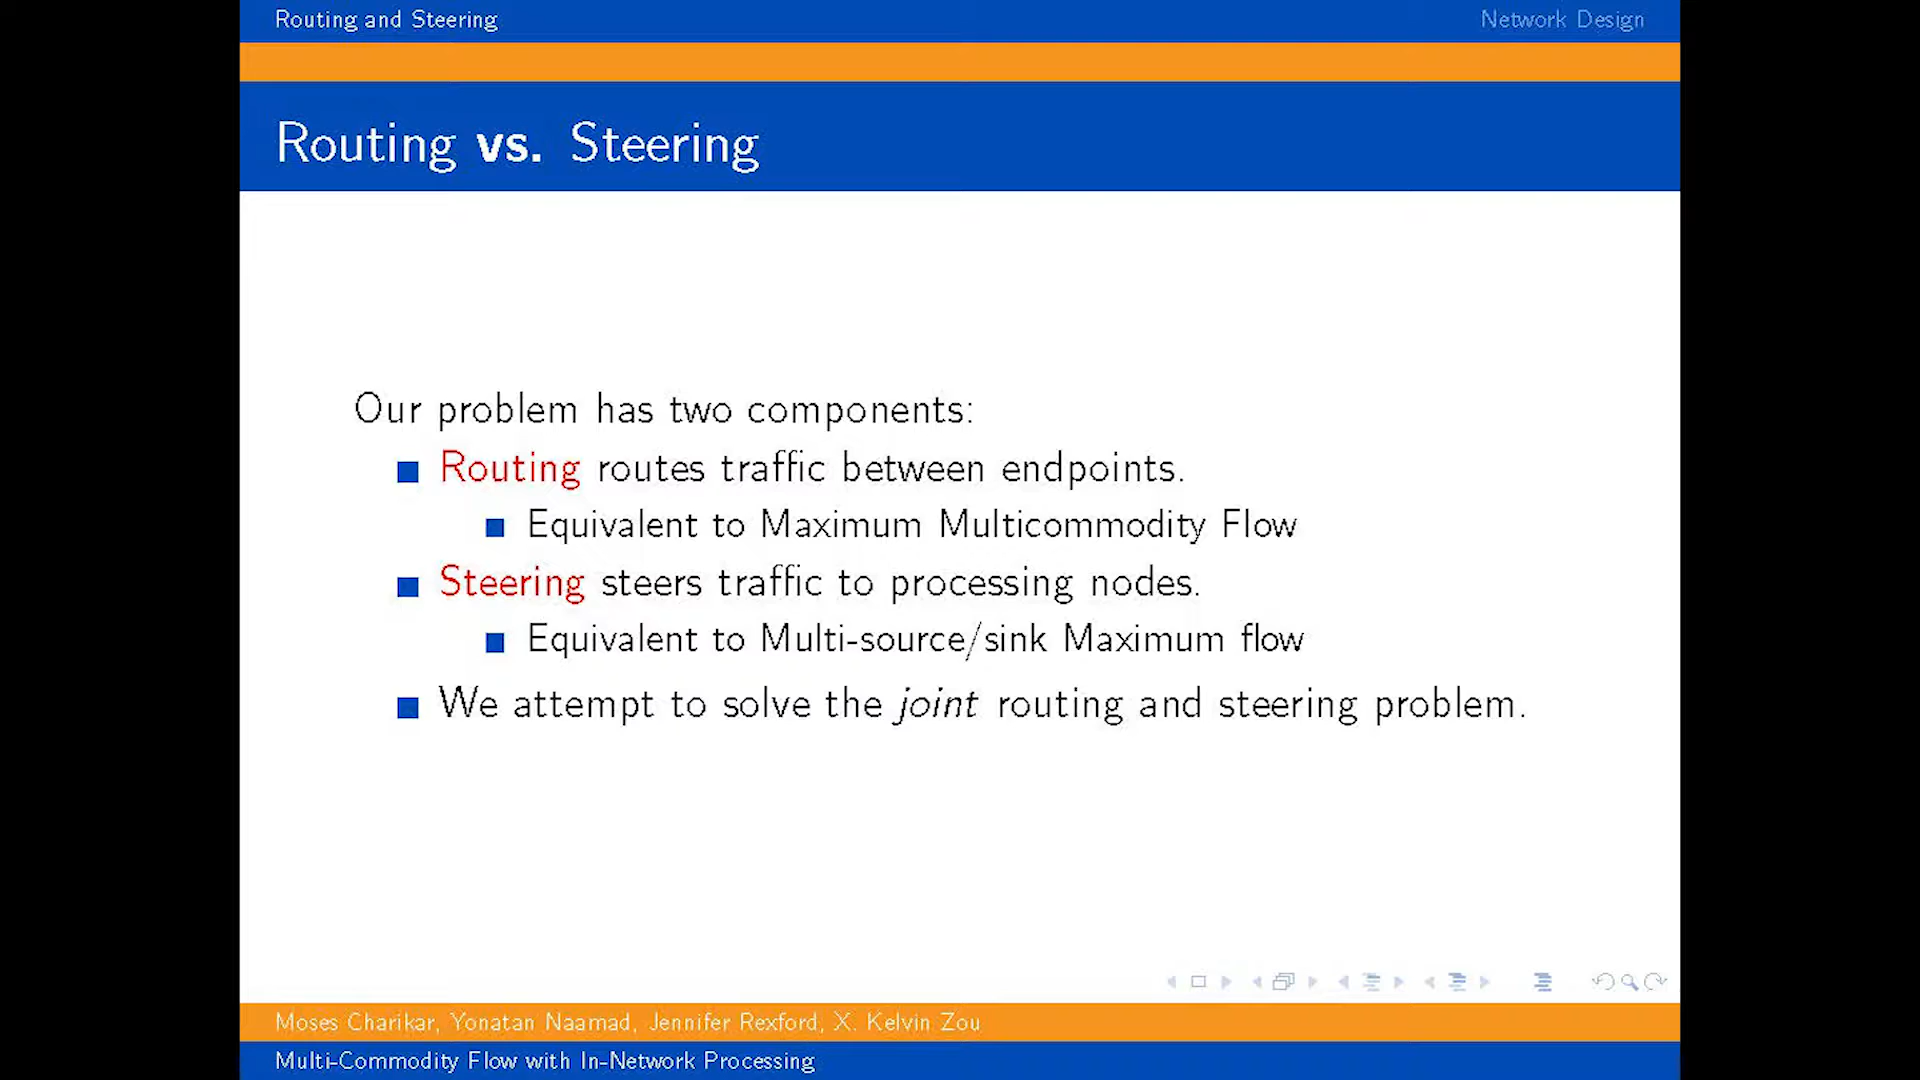 Routing and Steering
Network Design
Routing vs. Steering
Our problem has two components:
Routing routes traffic between endpoints.
Equivalent to Maximum Multicommodity Flow
Steering steers traffic to processing nodes.
Equivalent to Multi-source/sink Maximum flow
We attempt to solve the joint routing and steering problem.
Moses Charikar, Yonatan Naamad, Jennifer Rexford, X. Kelvin Zou
Multi-Commodity Flow with In-Network Processing